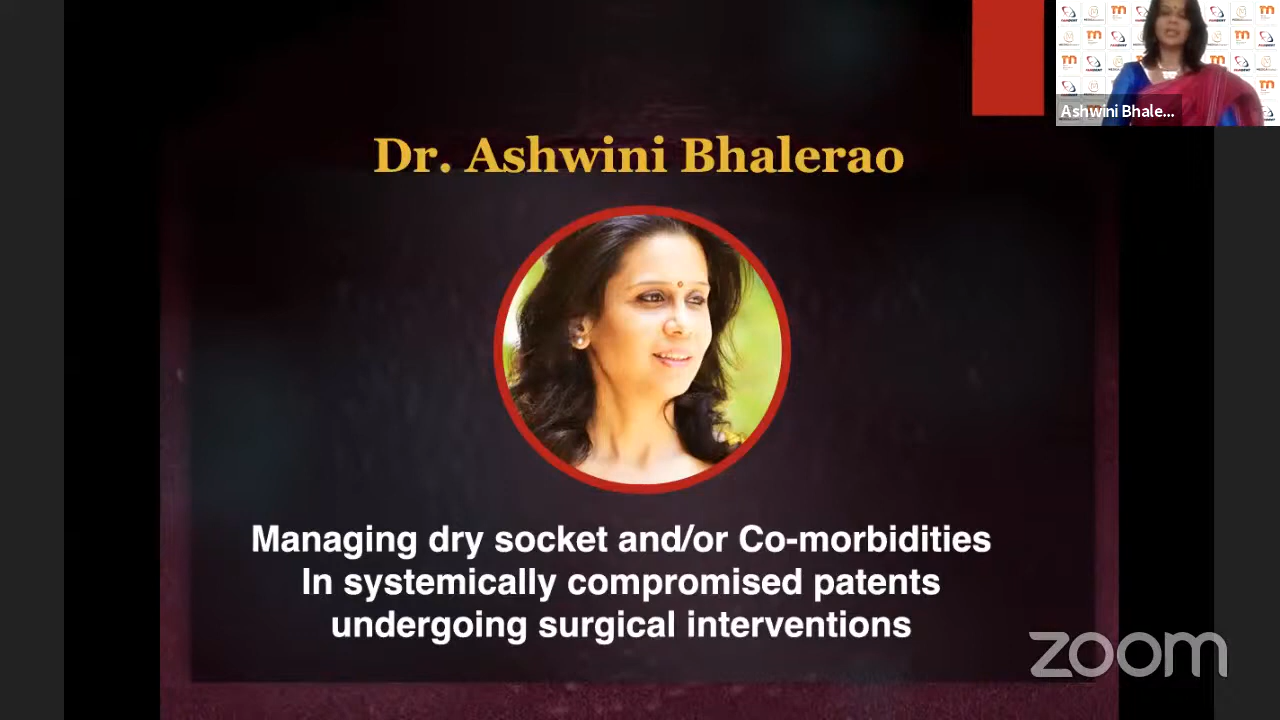 Dr. Ashwini Bhalerao
Ashwini Bhale...
Managing dry socket and/or Co-morbidities
In systemically compromised patents
undergoing surgical interventions
zoom